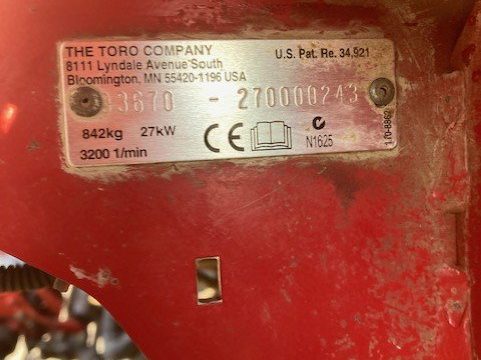 THE TORO COMPANY
8111 Lyndale Avenue South
Bloomington, MN 55420-1196 USA
U.S. Pat. Re. 34,921
03670 - 270000243
842kg 27kW
3200 1/min
CE
N1625